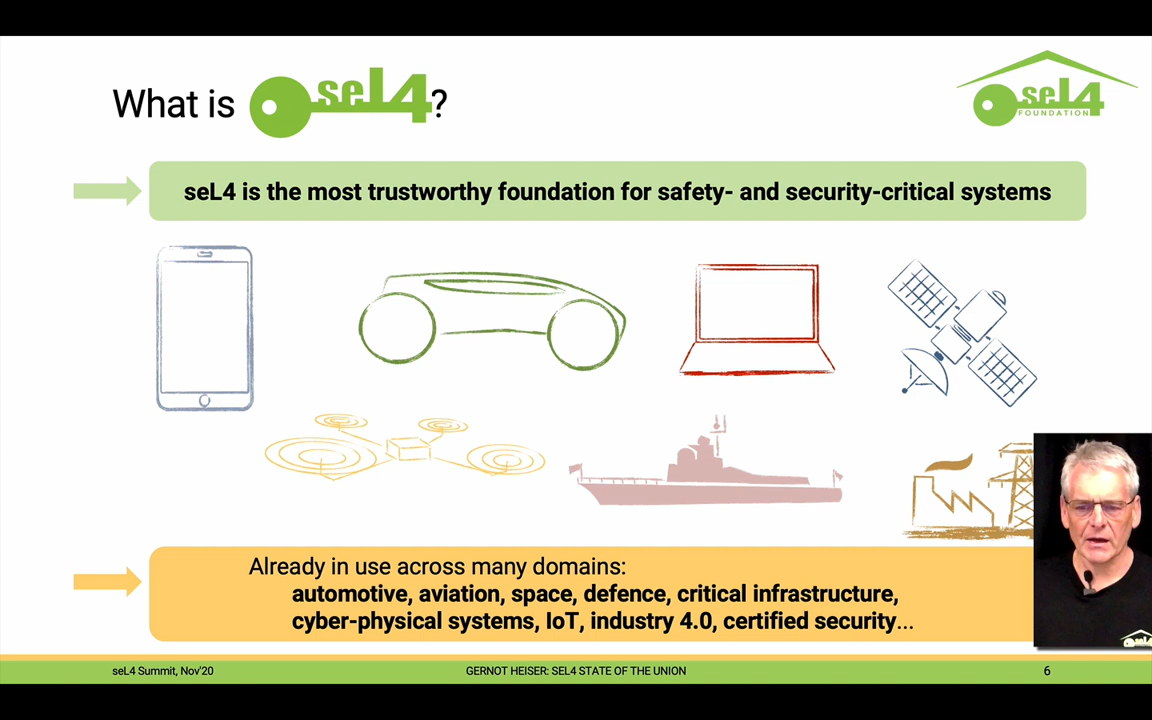 What is seL4?
seL4
FOUNDATION
seL4 is the most trustworthy foundation for safety- and security-critical systems
Already in use across many domains:
automotive, aviation, space, defence, critical infrastructure,
cyber-physical systems, IoT, industry 4.0, certified security...
seL4
seL4 Summit, Nov'20
GERNOT HEISER: SEL4 STATE OF THE UNION
6